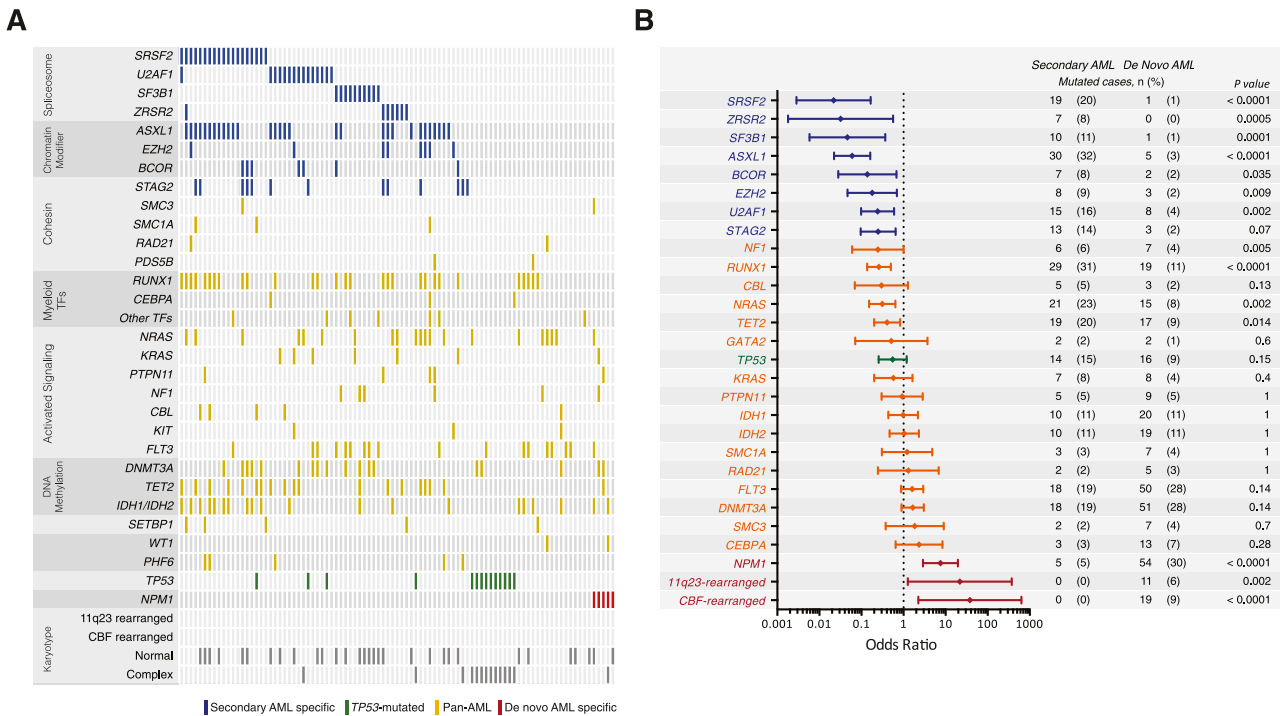 A
Spliceosome
SRSF2
U2AF1
SF3B1
ZRSR2
Chromatin Modifier
ASXL1
EZH2
BCOR
Cohesin
STAG2
SMC3
SMC1A
RAD21
PDS5B
Myeloid TFs
RUNX1
CEBPA
Other TFs
Activated Signaling
NRAS
KRAS
PTPN11
NF1
CBL
KIT
FLT3
DNA Methylation
DNMT3A
TET2
IDH1/IDH2
SETBP1
WT1
PHF6
TP53
NPM1
Karyotype
11q23 rearranged
CBF rearranged
Normal
Complex
Secondary AML specific TP53-mutated Pan-AML De novo AML specific
B
Secondary AML De Novo AML
Mutated cases, n (%) P value
SRSF2 19 (20) 1 (1) < 0.0001
ZRSR2 7 (8) 0 (0) 0.0005
SF3B1 10 (11) 1 (1) 0.0001
ASXL1 30 (32) 5 (3) < 0.0001
BCOR 7 (8) 2 (2) 0.035
EZH2 8 (9) 3 (2) 0.009
U2AF1 15 (16) 8 (4) 0.002
STAG2 13 (14) 3 (2) 0.07
NF1 6 (6) 7 (4) 0.005
RUNX1 29 (31) 19 (11) < 0.0001
CBL 5 (5) 3 (2) 0.13
NRAS 21 (23) 15 (8) 0.002
TET2 19 (20) 17 (9) 0.014
GATA2 2 (2) 2 (1) 0.6
TP53 14 (15) 16 (9) 0.15
KRAS 7 (8) 8 (4) 0.4
PTPN11 5 (5) 9 (5) 1
IDH1 10 (11) 20 (11) 1
IDH2 10 (11) 19 (11) 1
SMC1A 3 (3) 7 (4) 1
RAD21 2 (2) 5 (3) 1
FLT3 18 (19) 50 (28) 0.14
DNMT3A 18 (19) 51 (28) 0.14
SMC3 2 (2) 7 (4) 0.7
CEBPA 3 (3) 13 (7) 0.28
NPM1 5 (5) 54 (30) < 0.0001
11q23-rearranged 0 (0) 11 (6) 0.002
CBF-rearranged 0 (0) 19 (9) < 0.0001
0.001 0.01 0.1 1 10 100 1000
Odds Ratio